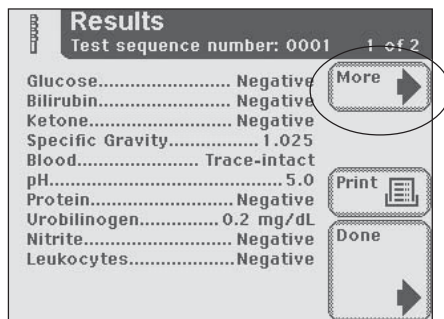 Results
Test sequence number: 0001 1 of 2
Glucose........................... Negative
Bilirubin.......................... Negative
Ketone............................ Negative
Specific Gravity................ 1.025
Blood...................... Trace-intact
pH.......................................5.0
Protein............................Negative
Urobilinogen..............0.2 mg/dL
Nitrite.............................Negative
Leukocytes.....................Negative
More
Print
Done